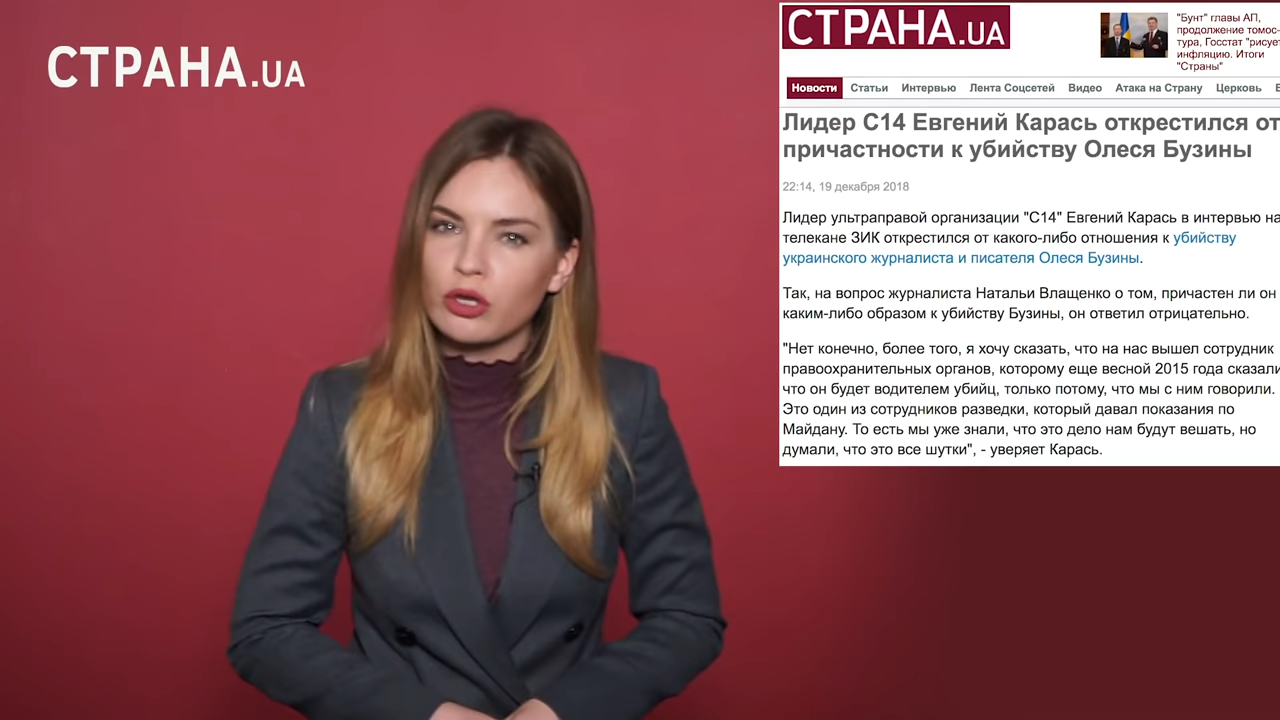 СТРАНА.UA
СТРАНА.UA
"Бунт" главы АП,
продолжение томос-
тура, Госстат "рисует
инфляцию. Итоги
"Страны"
Новости Статьи Интервью Лента Соцсетей Видео Атака на Страну Церковь
Лидер С14 Евгений Карась открестился от
причастности к убийству Олеся Бузины
22:14, 19 декабря 2018
Лидер ультраправой организации "С14" Евгений Карась в интервью на
телекане ЗИК открестился от какого-либо отношения к убийству
украинского журналиста и писателя Олеся Бузины.
Так, на вопрос журналиста Натальи Влащенко о том, причастен ли он
каким-либо образом к убийству Бузины, он ответил отрицательно.
"Нет конечно, более того, я хочу сказать, что на нас вышел сотрудник
правоохранительных органов, которому еще весной 2015 года сказали
что он будет водителем убийц, только потому, что мы с ним говорили.
Это один из сотрудников разведки, который давал показания по
Майдану. То есть мы уже знали, что это дело нам будут вешать, но
думали, что это все шутки", - уверяет Карась.